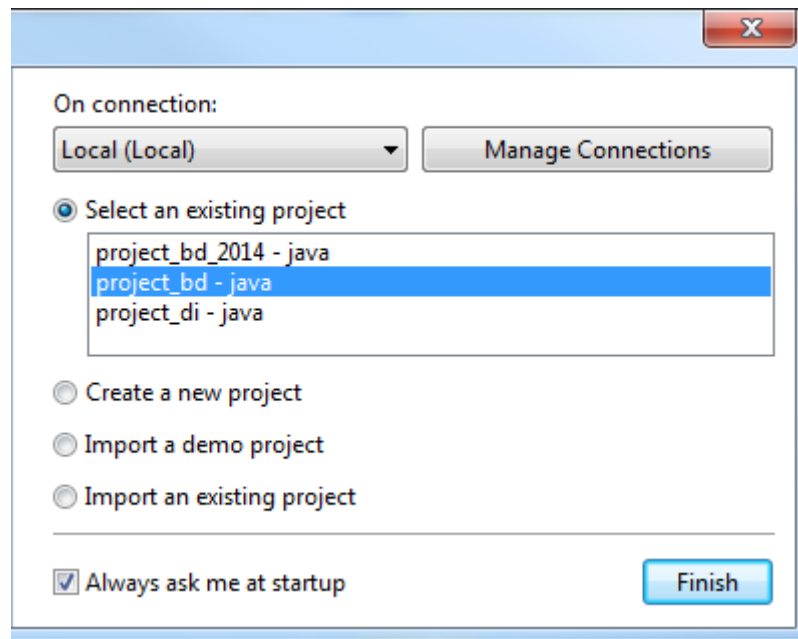 On connection:
Local (Local)
Manage Connections
Select an existing project
project_bd_2014 - java
project_bd - java
project_di - java
Create a new project
Import a demo project
Import an existing project
Always ask me at startup
Finish